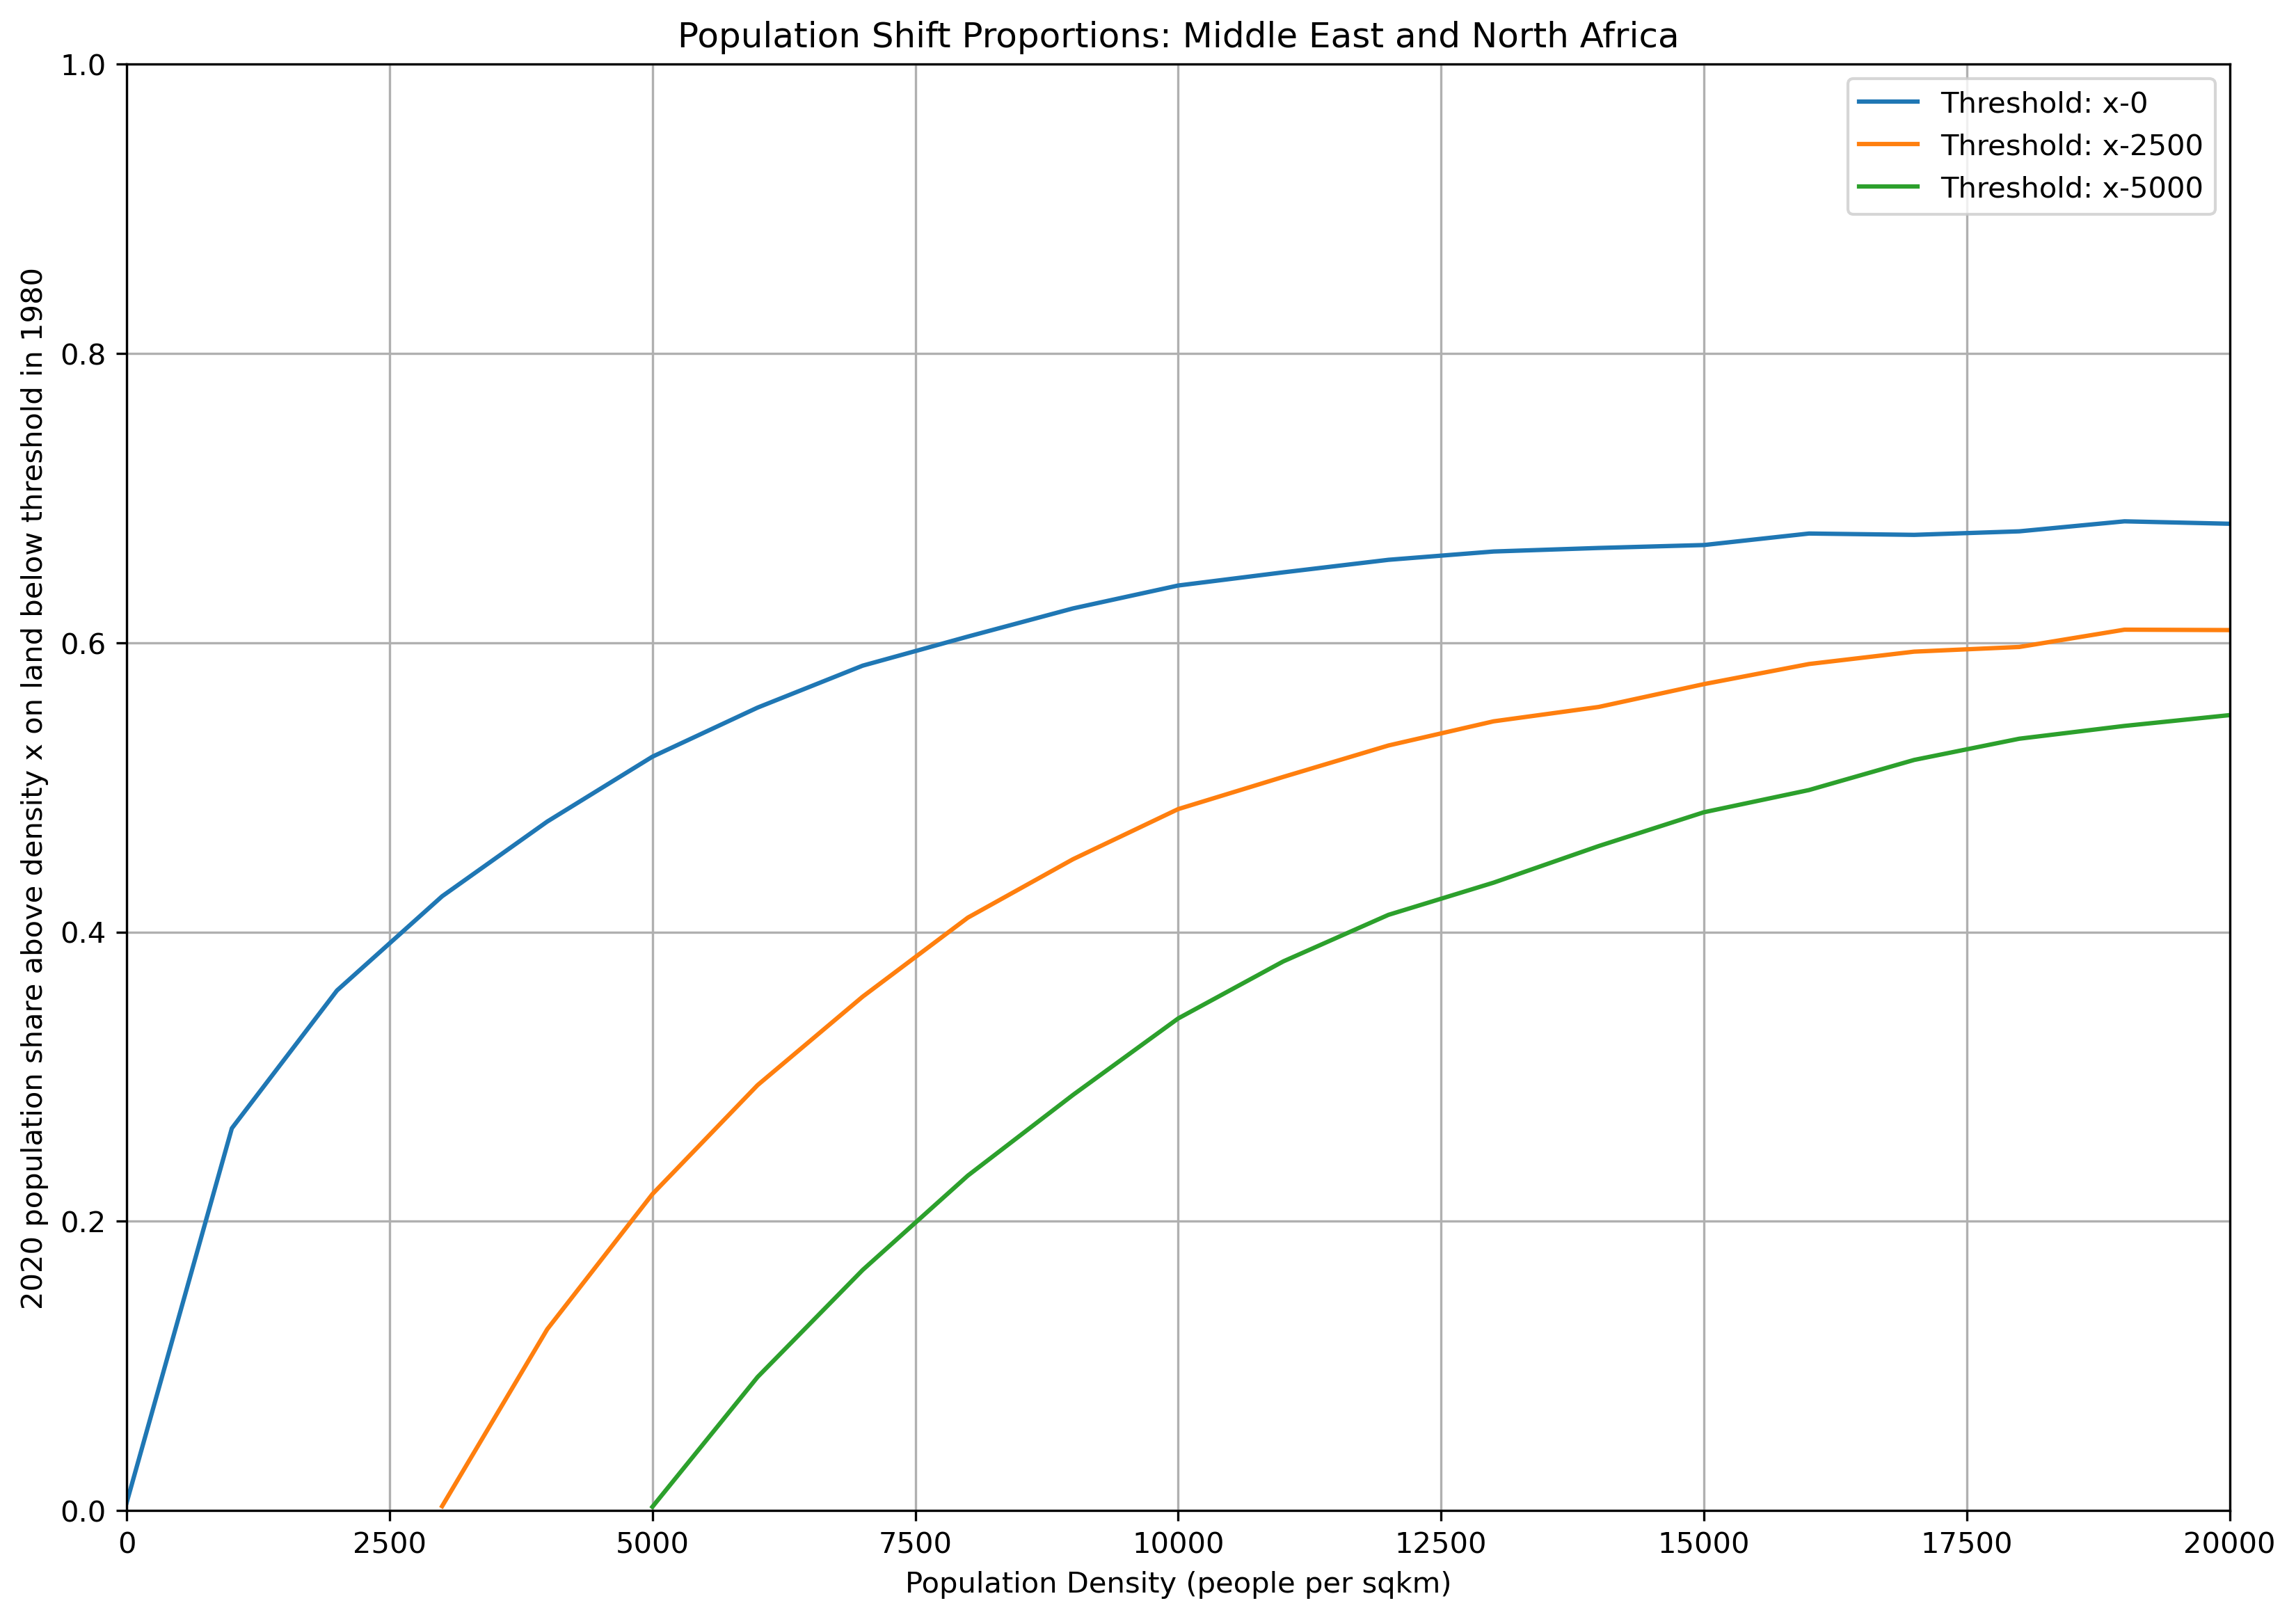 Population Shift Proportions: Middle East and North Africa
1.0
0.8
0.6
0.4
0.2
0.0
2020 population share above density x on land below threshold in 1980
Threshold: x-0
Threshold: x-2500
Threshold: x-5000
0 2500 5000 7500 10000 12500 15000 17500 20000
Population Density (people per sqkm)